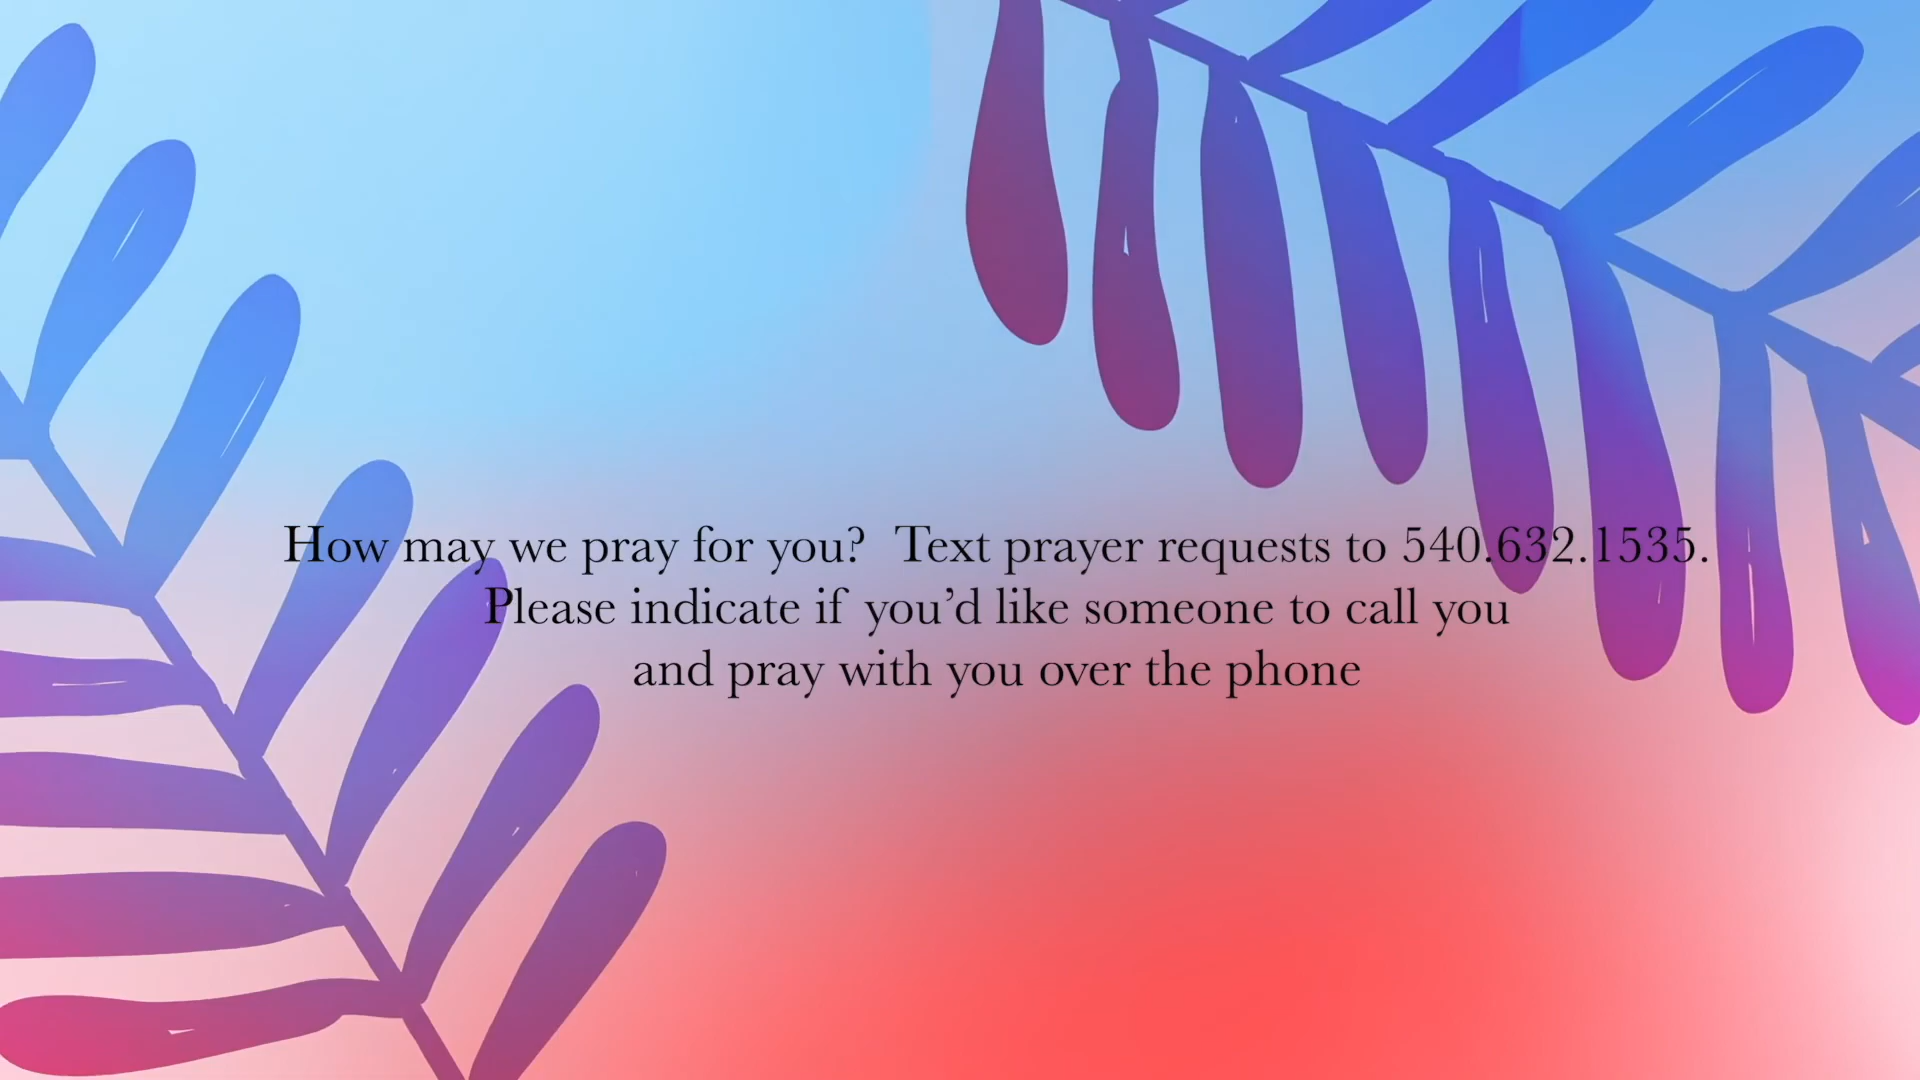 How may we pray for you?  Text prayer requests to 540.632.1535.
Please indicate if you’d like someone to call you
and pray with you over the phone